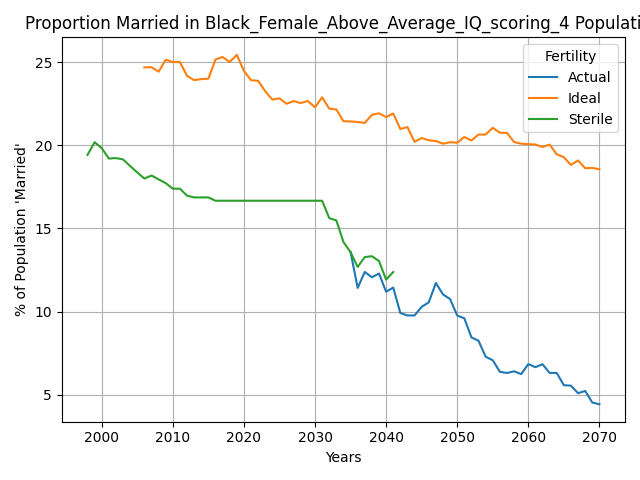 Proportion Married in Black_Female_Above_Average_IQ_scoring_4 Populati
Fertility
Actual
Ideal
Sterile
% of Population 'Married'
25
20
15
10
5
2000 2010 2020 2030 2040 2050 2060 2070
Years